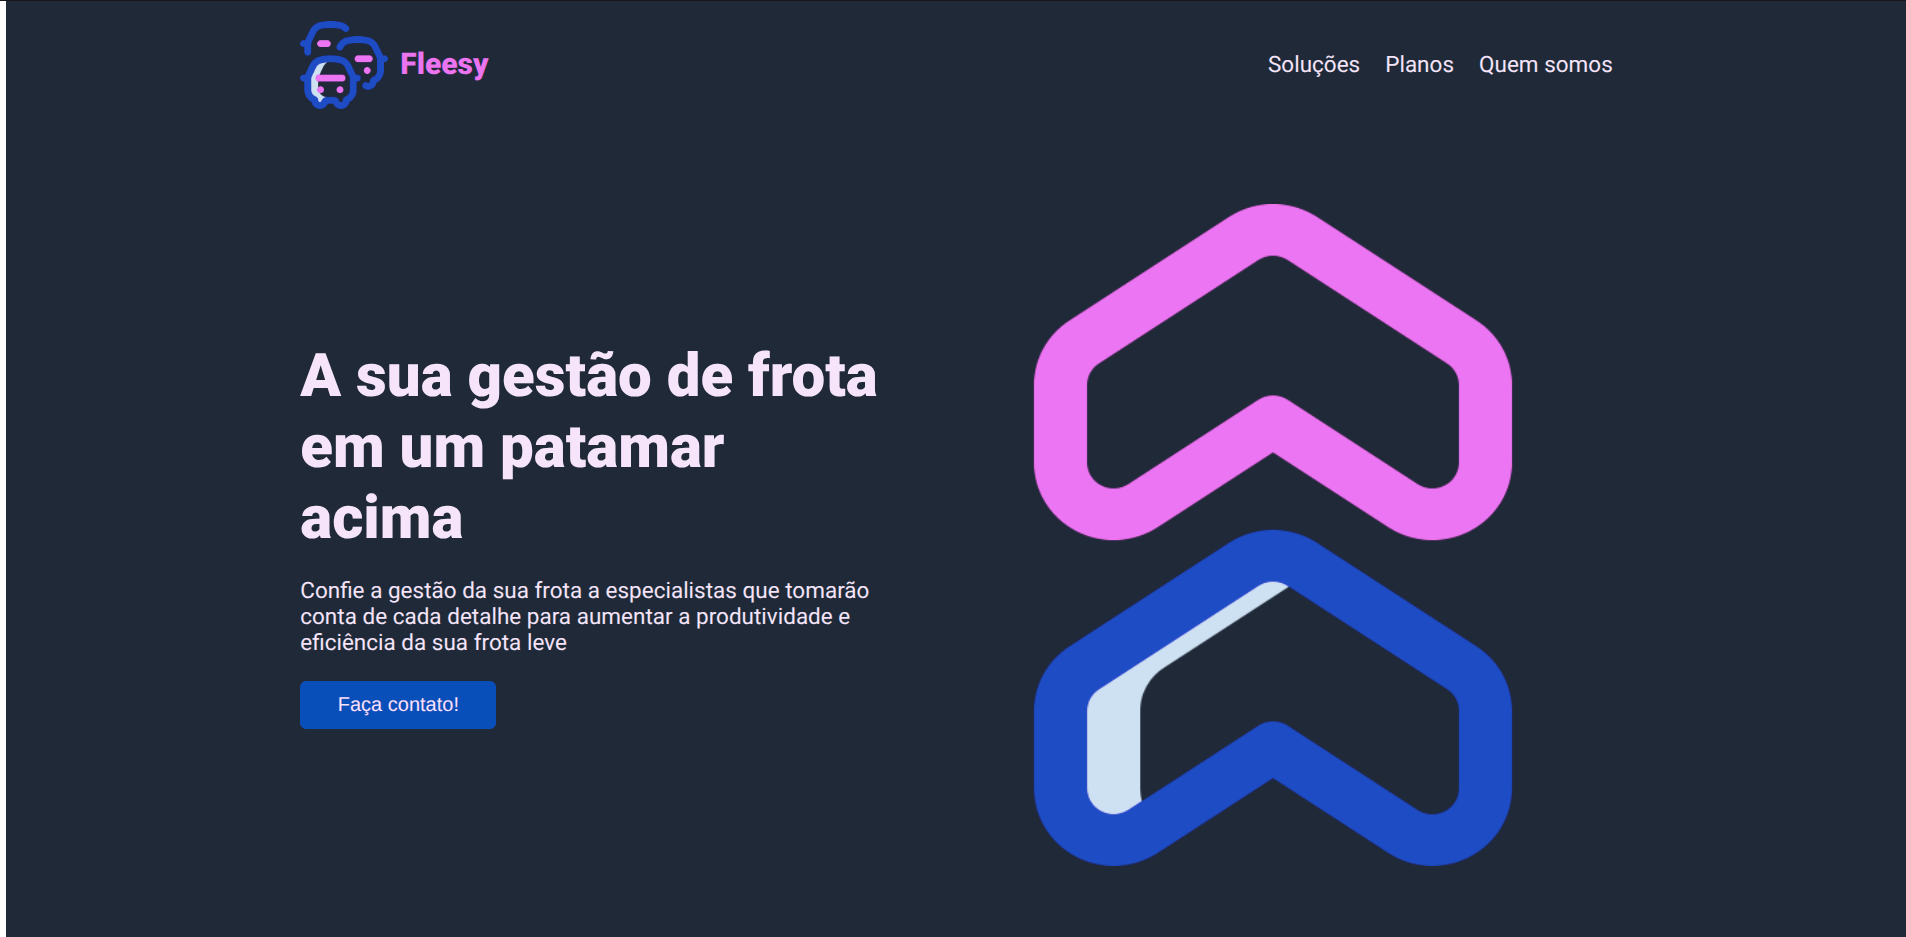 Fleesy
Soluções Planos Quem somos
A sua gestão de frota
em um patamar
acima
Confie a gestão da sua frota a especialistas que tomarão
conta de cada detalhe para aumentar a produtividade e
eficiência da sua frota leve
Faça contato!